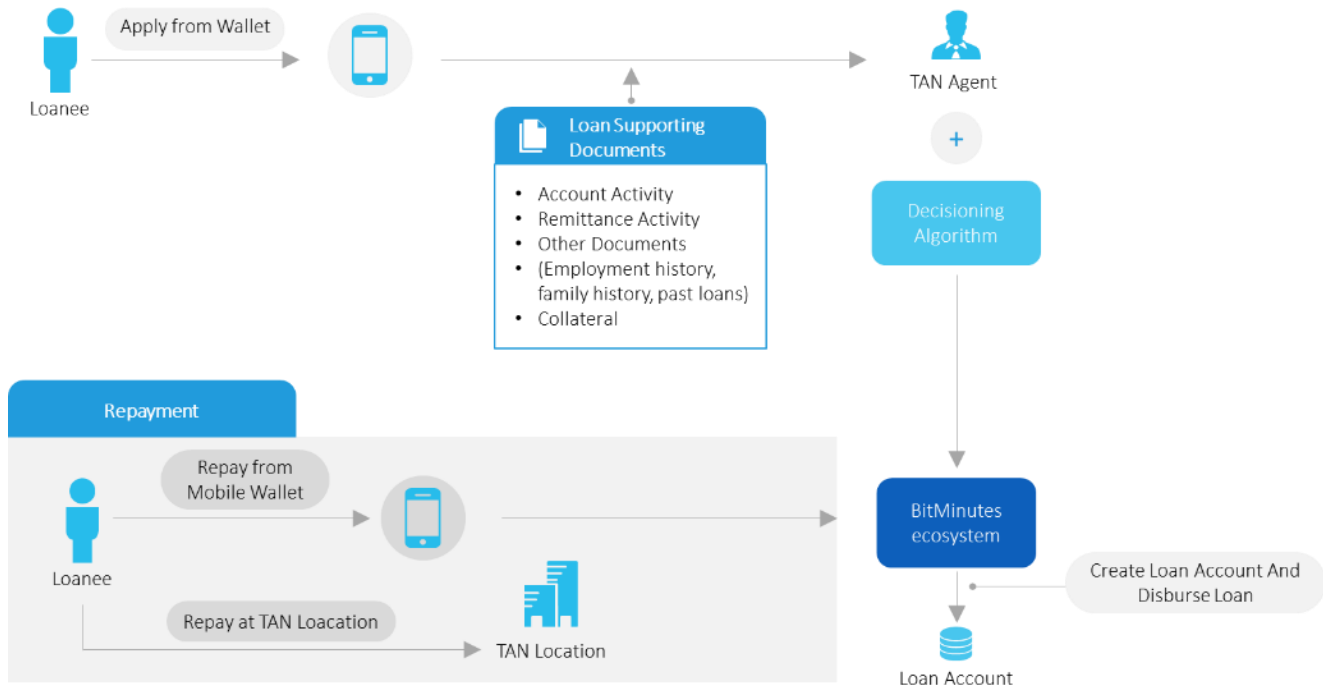 Apply from Wallet
Loanee
TAN Agent
Loan Supporting
Documents
• Account Activity
• Remittance Activity
• Other Documents
• (Employment history,
family history, past loans)
• Collateral
+
Decisioning
Algorithm
Repayment
Repay from
Mobile Wallet
Loanee
Repay at TAN Loacation
TAN Location
BitMinutes
ecosystem
Create Loan Account And
Disburse Loan
Loan Account